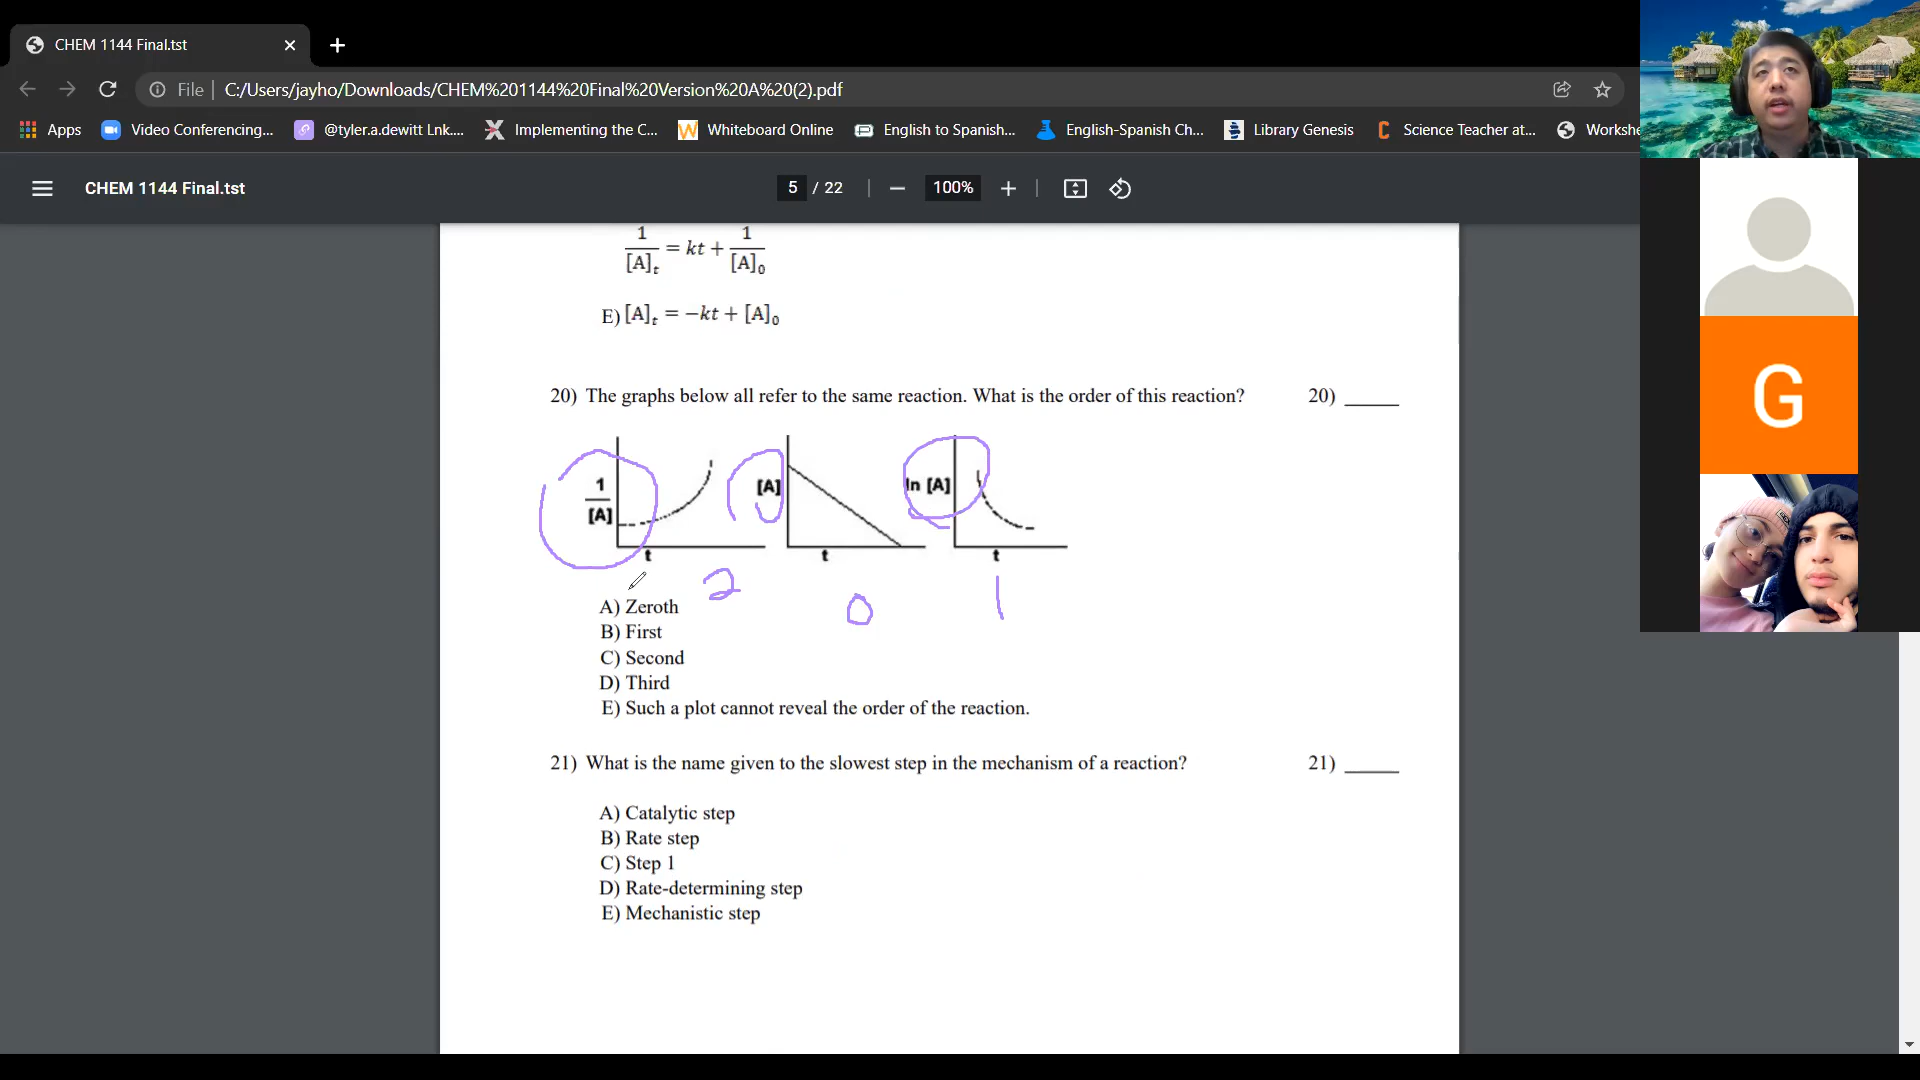 CHEM 1144 Final.tst
File C:/Users/jayho/Downloads/CHEM%201144%20Final%20Version%20A%20(2).pdf
Apps Video Conferencing... @tyler.a.dewitt Lnk.... Implementing the C... Whiteboard Online English to Spanish... English-Spanish Ch... Library Genesis Science Teacher at... Workshe
CHEM 1144 Final.tst 5 / 22 100%
1/[A]t = kt + 1/[A]0
E) [A]t = −kt + [A]0
20) The graphs below all refer to the same reaction. What is the order of this reaction? 20) _____
1/[A] [A] ln [A]
t t t
2 0 1
A) Zeroth
B) First
C) Second
D) Third
E) Such a plot cannot reveal the order of the reaction.
21) What is the name given to the slowest step in the mechanism of a reaction? 21) _____
A) Catalytic step
B) Rate step
C) Step 1
D) Rate-determining step
E) Mechanistic step
G